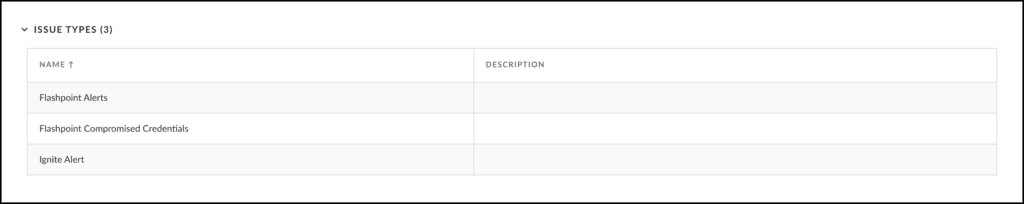 ISSUE TYPES (3)
NAME ↑ DESCRIPTION
Flashpoint Alerts
Flashpoint Compromised Credentials
Ignite Alert